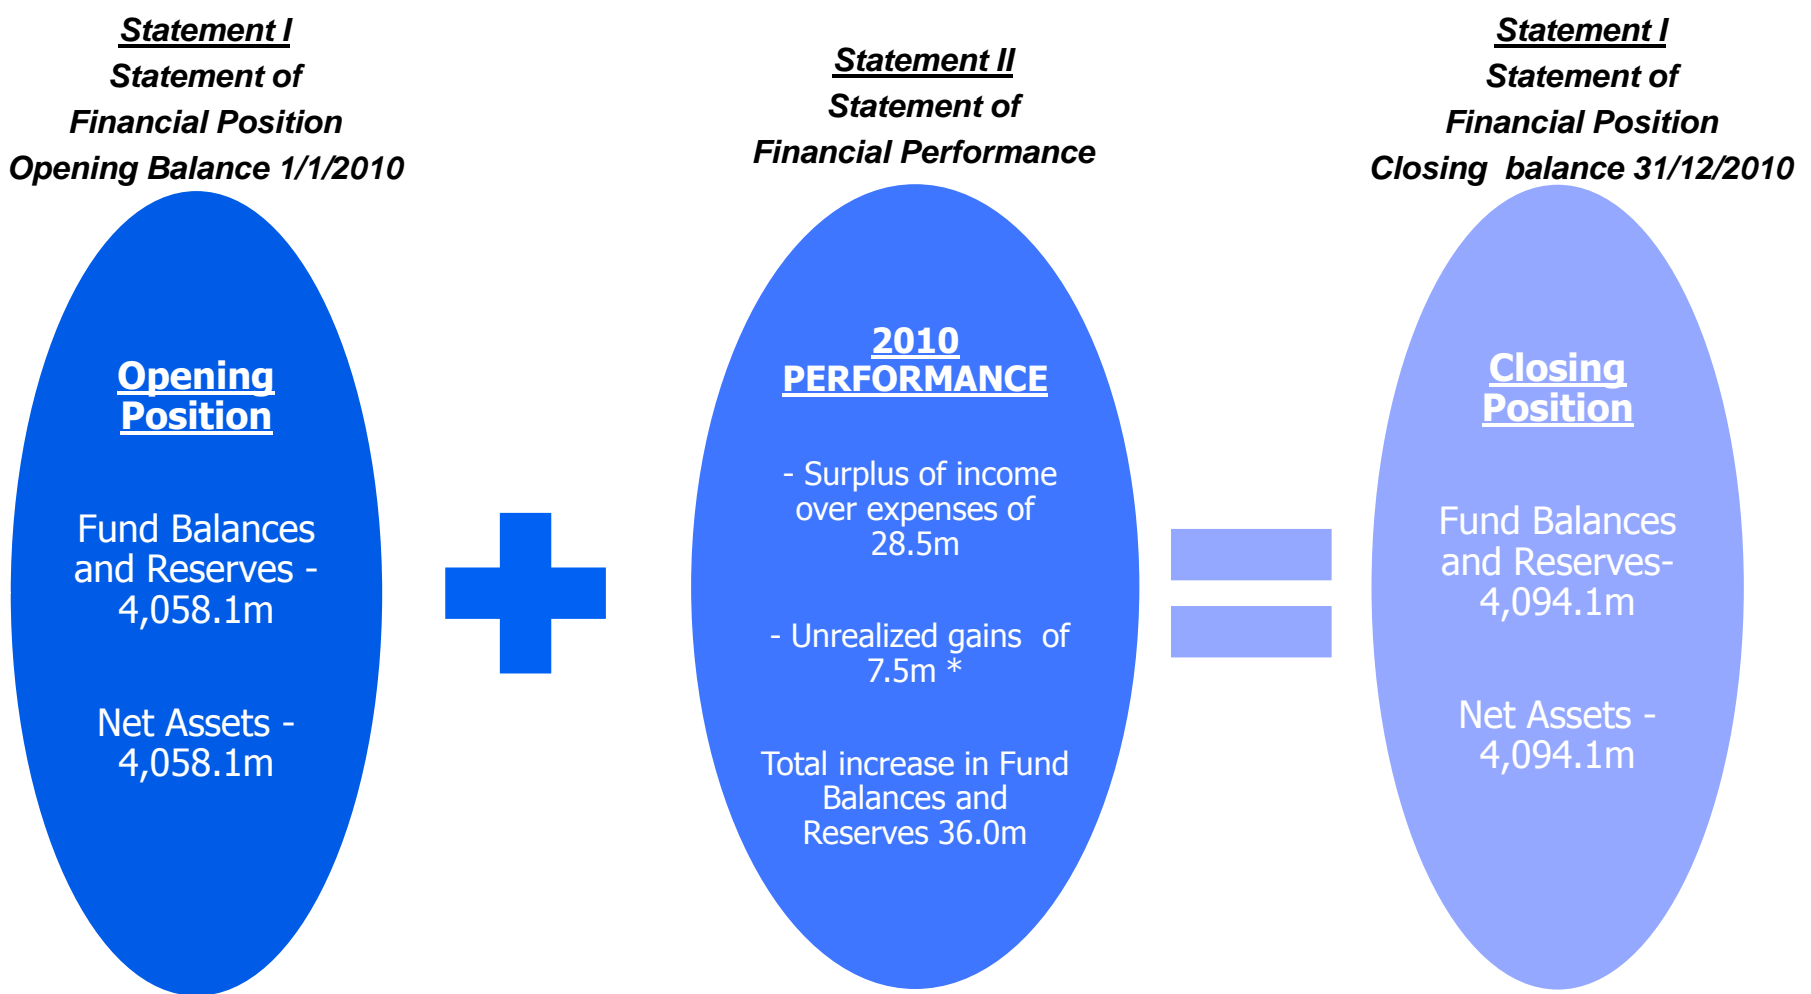 Statement I
Statement of
Financial Position
Opening Balance 1/1/2010
Opening
Position
Fund Balances
and Reserves -
4,058.1m
Net Assets -
4,058.1m
Statement II
Statement of
Financial Performance
2010
PERFORMANCE
- Surplus of income
over expenses of
28.5m
- Unrealized gains of
7.5m *
Total increase in Fund
Balances and
Reserves 36.0m
Statement I
Statement of
Financial Position
Closing balance 31/12/2010
Closing
Position
Fund Balances
and Reserves-
4,094.1m
Net Assets -
4,094.1m